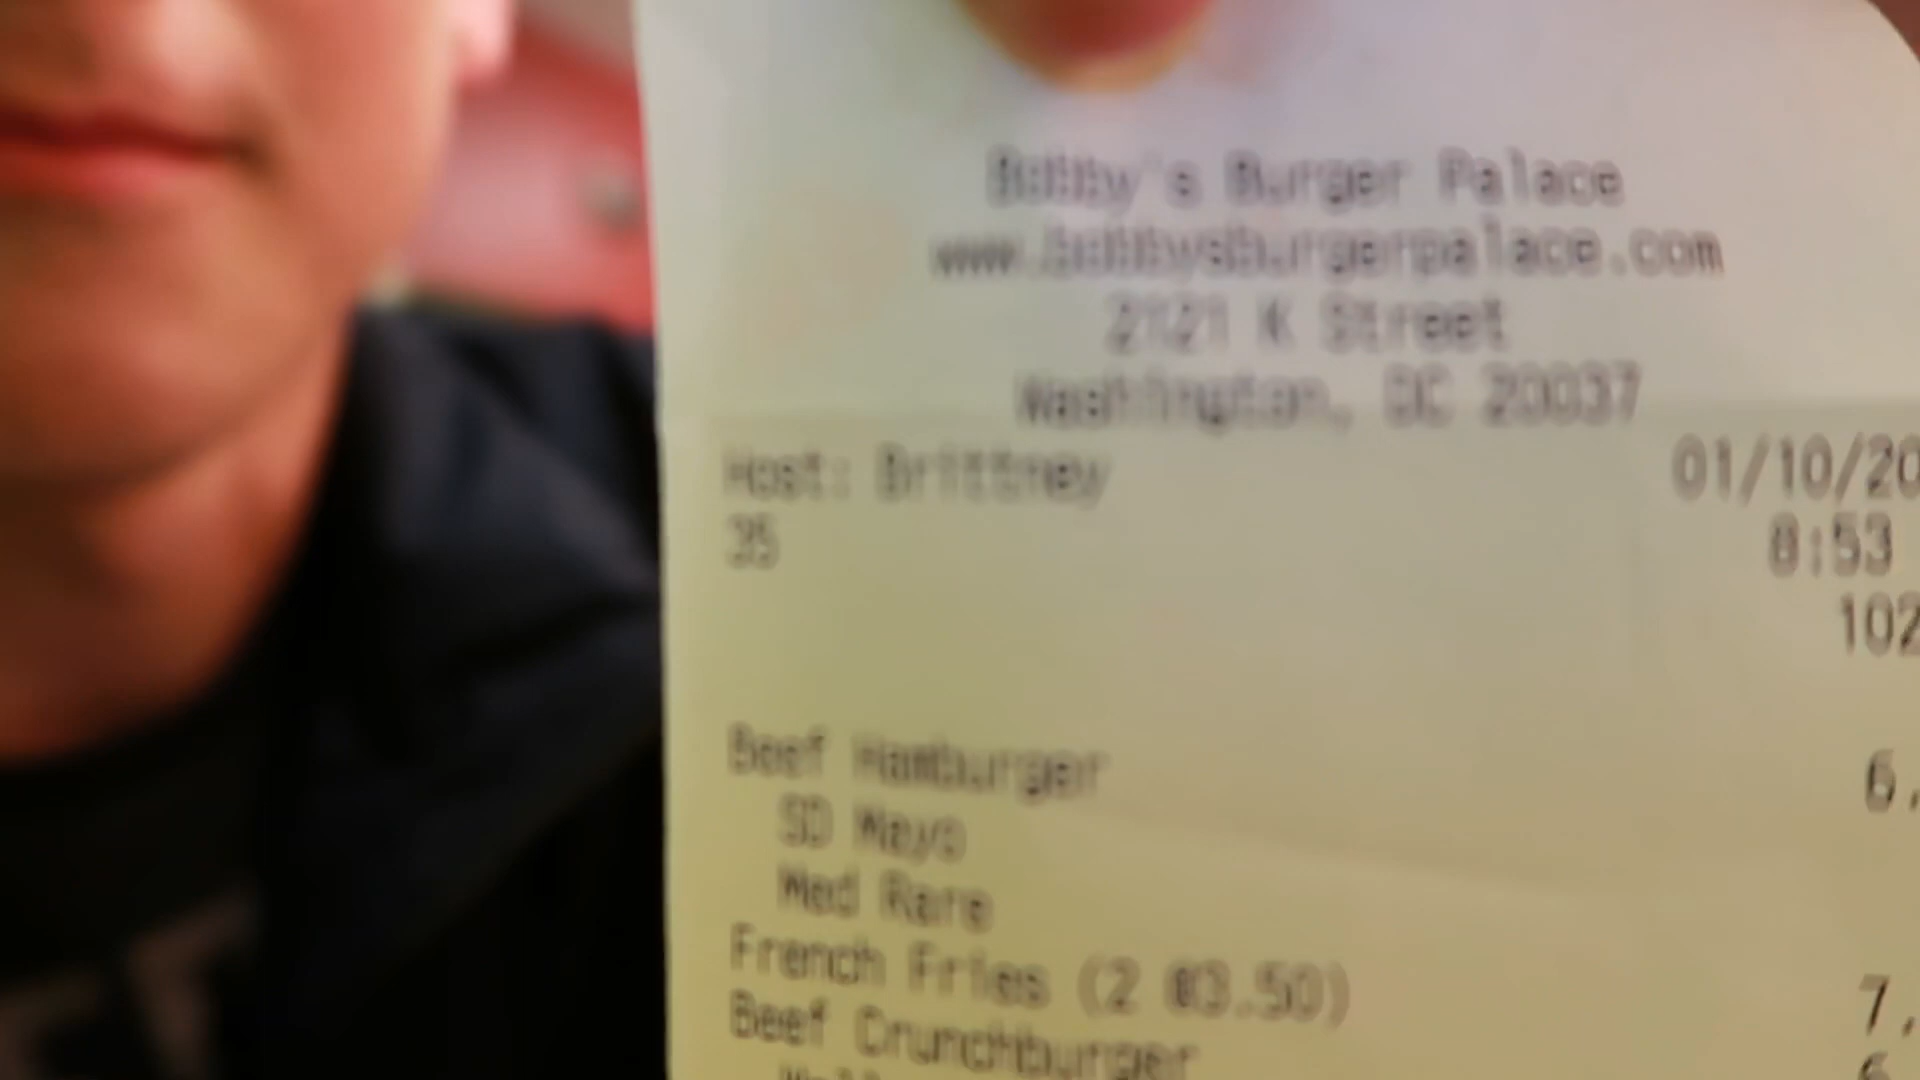 Bobby's Burger Palace
www.bobbysburgerpalace.com
2121 K Street
Washington, DC 20037
Host: Brittney 01/10/20
35 8:53
102
Beef Hamburger 6.
SD Mayo
Med Rare
French Fries (2 @3.50) 7.
Beef Crunchburger 6